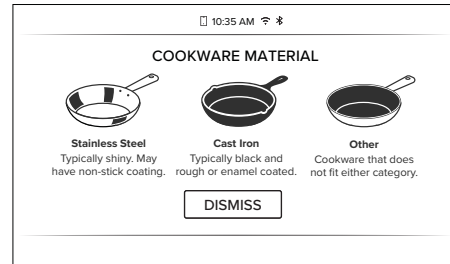 10:35 AM
COOKWARE MATERIAL
Stainless Steel
Typically shiny. May
have non-stick coating.
Cast Iron
Typically black and
rough or enamel coated.
Other
Cookware that does
not fit either category.
DISMISS